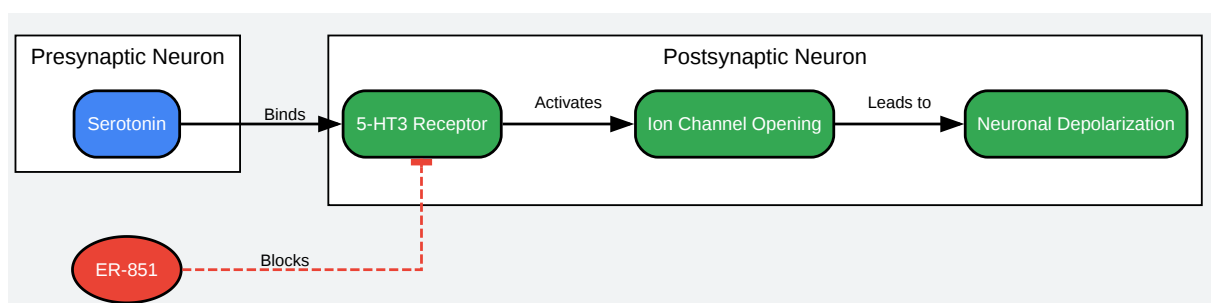 Presynaptic Neuron
Postsynaptic Neuron
Serotonin
Binds
5-HT3 Receptor
Activates
Ion Channel Opening
Leads to
Neuronal Depolarization
ER-851
Blocks